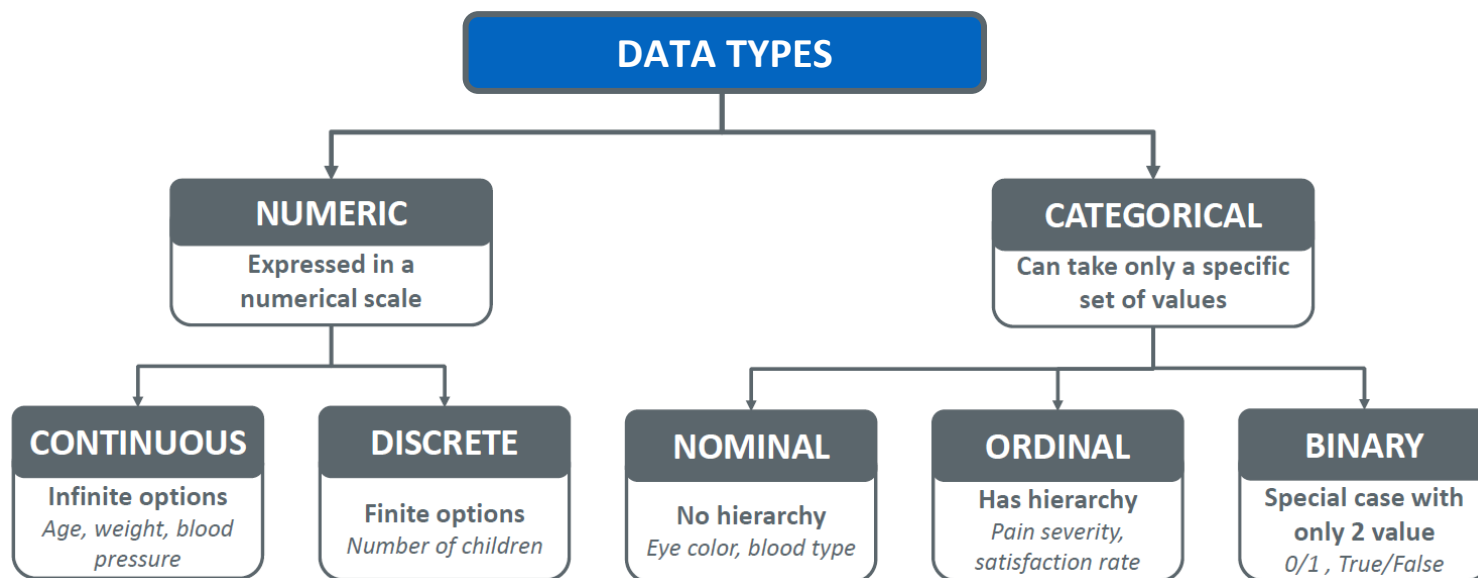 DATA TYPES
NUMERIC
Expressed in a
numerical scale
CATEGORICAL
Can take only a specific
set of values
CONTINUOUS
Infinite options
Age, weight, blood
pressure
DISCRETE
Finite options
Number of children
NOMINAL
No hierarchy
Eye color, blood type
ORDINAL
Has hierarchy
Pain severity,
satisfaction rate
BINARY
Special case with
only 2 value
0/1 , True/False